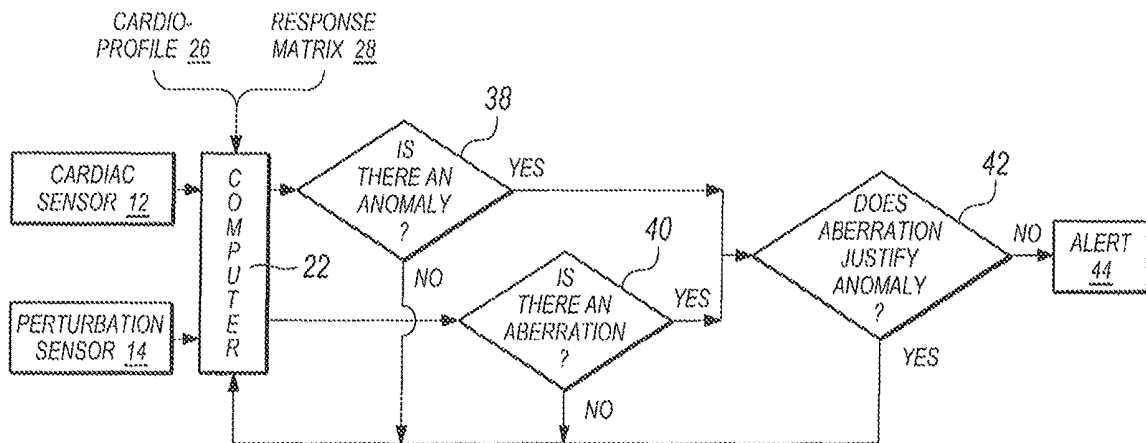 CARDIO-
PROFILE 26
RESPONSE
MATRIX 28
CARDIAC
SENSOR 12
PERTURBATION
SENSOR 14
COMPUTER
22
IS
THERE AN
ANOMALY
?
38
YES
NO
IS
THERE AN
ABERRATION
?
40
YES
NO
DOES
ABERRATION
JUSTIFY
ANOMALY
?
42
NO
YES
ALERT
44